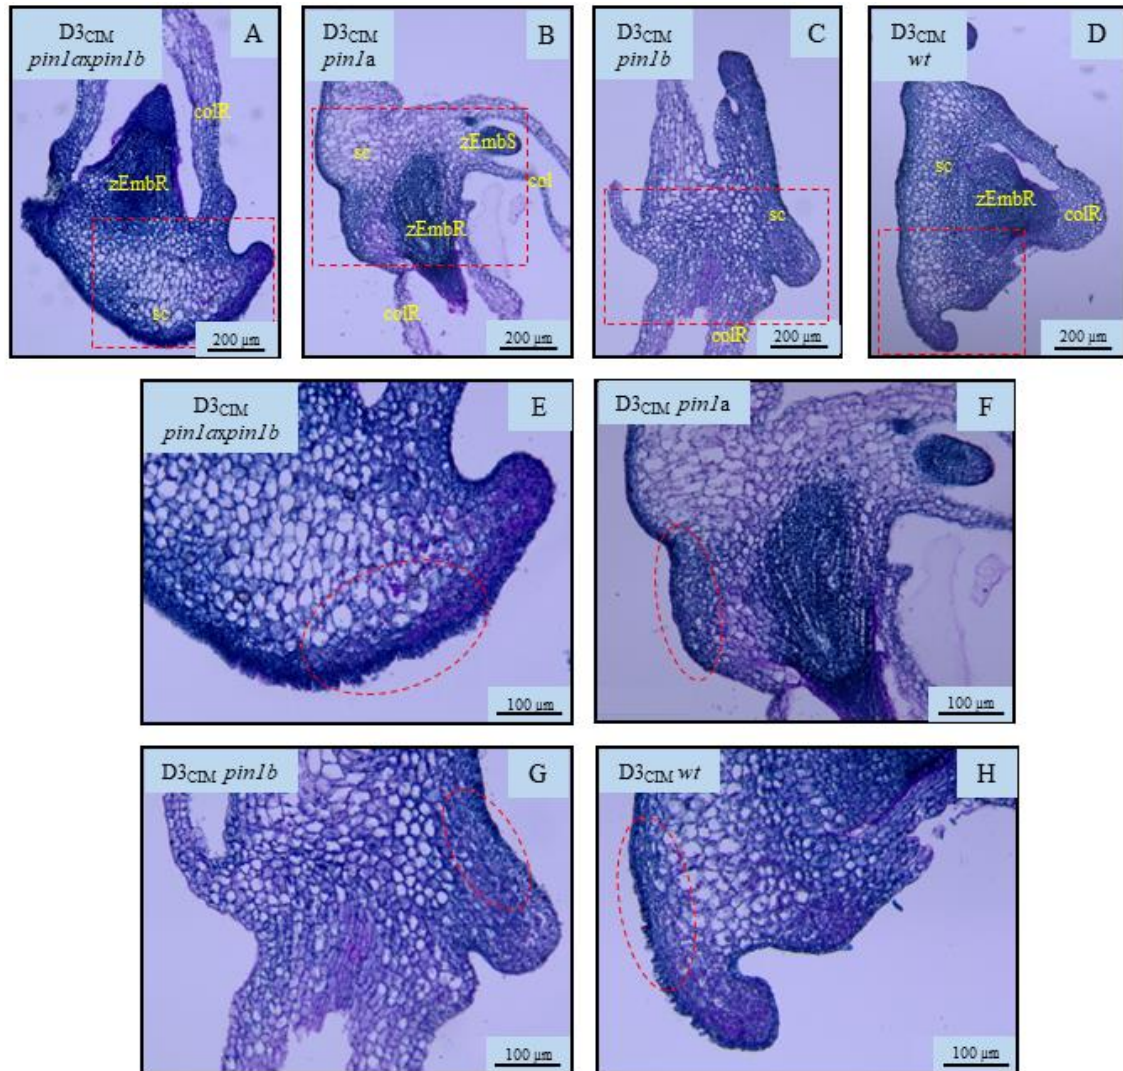 D3CIM
pin1axpin1b
A
colR
zEmbR
sc
200 µm
D3CIM
pin1a
B
sc
zEmbS
col
zEmbR
colR
200 µm
D3CIM
pin1b
C
sc
colR
200 µm
D3CIM
wt
D
sc
zEmbR
colR
200 µm
D3CIM
pin1axpin1b
E
100 µm
D3CIM pin1a
F
100 µm
D3CIM pin1b
G
100 µm
D3CIM wt
H
100 µm